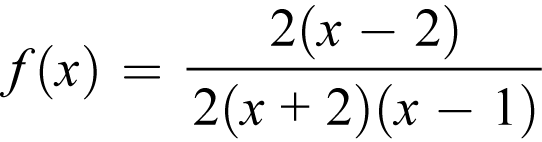 f(x) = 2(x − 2) / 2(x + 2)(x − 1)